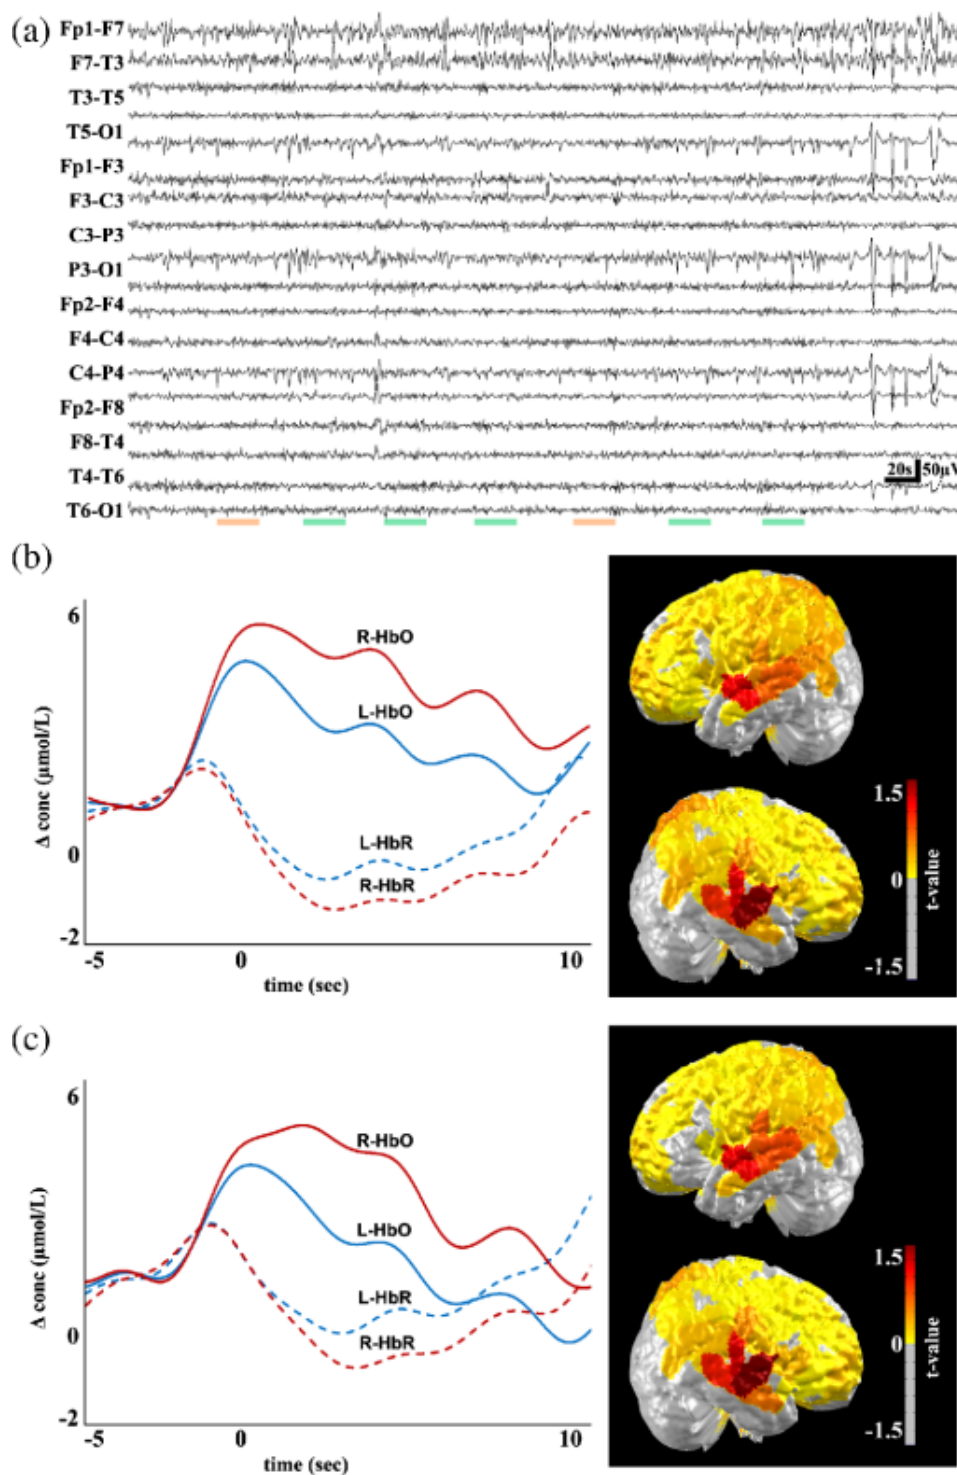 (a)
Fp1-F7
F7-T3
T3-T5
T5-O1
Fp1-F3
F3-C3
C3-P3
P3-O1
Fp2-F4
F4-C4
C4-P4
Fp2-F8
F8-T4
T4-T6
T6-O1
20s 50µV
(b)
6
0
-2
Δ conc (µmol/L)
R-HbO
L-HbO
L-HbR
R-HbR
-5 0 10
time (sec)
1.5
0
-1.5
t-value
(c)
6
0
-2
Δ conc (µmol/L)
R-HbO
L-HbO
L-HbR
R-HbR
-5 0 10
time (sec)
1.5
0
-1.5
t-value